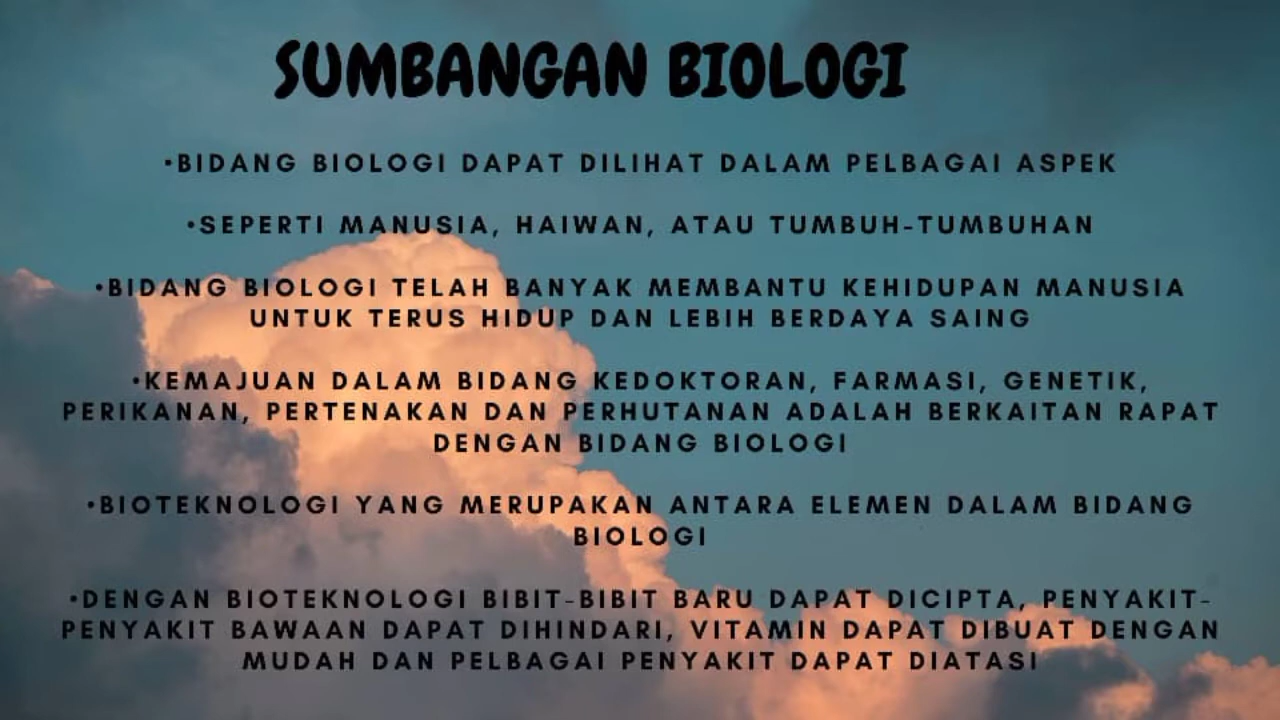 SUMBANGAN BIOLOGI
•BIDANG BIOLOGI DAPAT DILIHAT DALAM PELBAGAI ASPEK
•SEPERTI MANUSIA, HAIWAN, ATAU TUMBUH-TUMBUHAN
•BIDANG BIOLOGI TELAH BANYAK MEMBANTU KEHIDUPAN MANUSIA
UNTUK TERUS HIDUP DAN LEBIH BERDAYA SAING
•KEMAJUAN DALAM BIDANG KEDOKTORAN, FARMASI, GENETIK,
PERIKANAN, PERTENAKAN DAN PERHUTANAN ADALAH BERKAITAN RAPAT
DENGAN BIDANG BIOLOGI
•BIOTEKNOLOGI YANG MERUPAKAN ANTARA ELEMEN DALAM BIDANG
BIOLOGI
•DENGAN BIOTEKNOLOGI BIBIT-BIBIT BARU DAPAT DICIPTA, PENYAKIT-
PENYAKIT BAWAAN DAPAT DIHINDARI, VITAMIN DAPAT DIBUAT DENGAN
MUDAH DAN PELBAGAI PENYAKIT DAPAT DIATASI